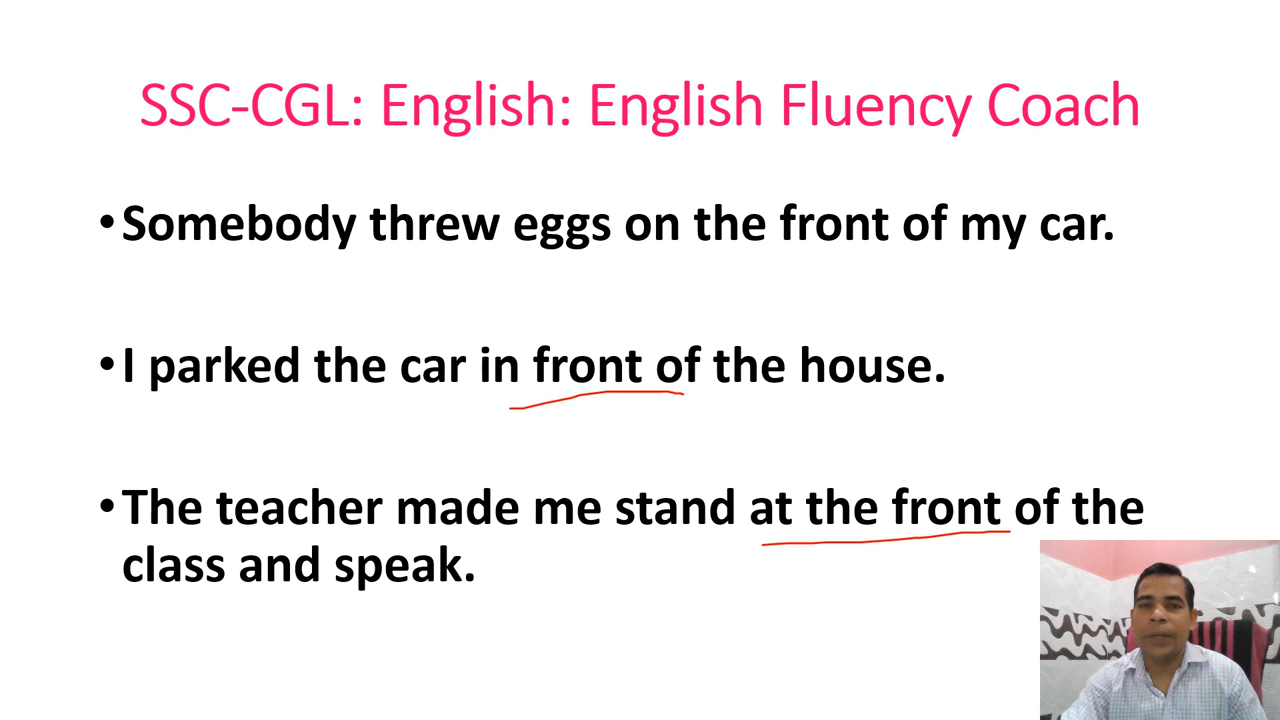 SSC-CGL: English: English Fluency Coach
•Somebody threw eggs on the front of my car.
•I parked the car in front of the house.
•The teacher made me stand at the front of the
class and speak.